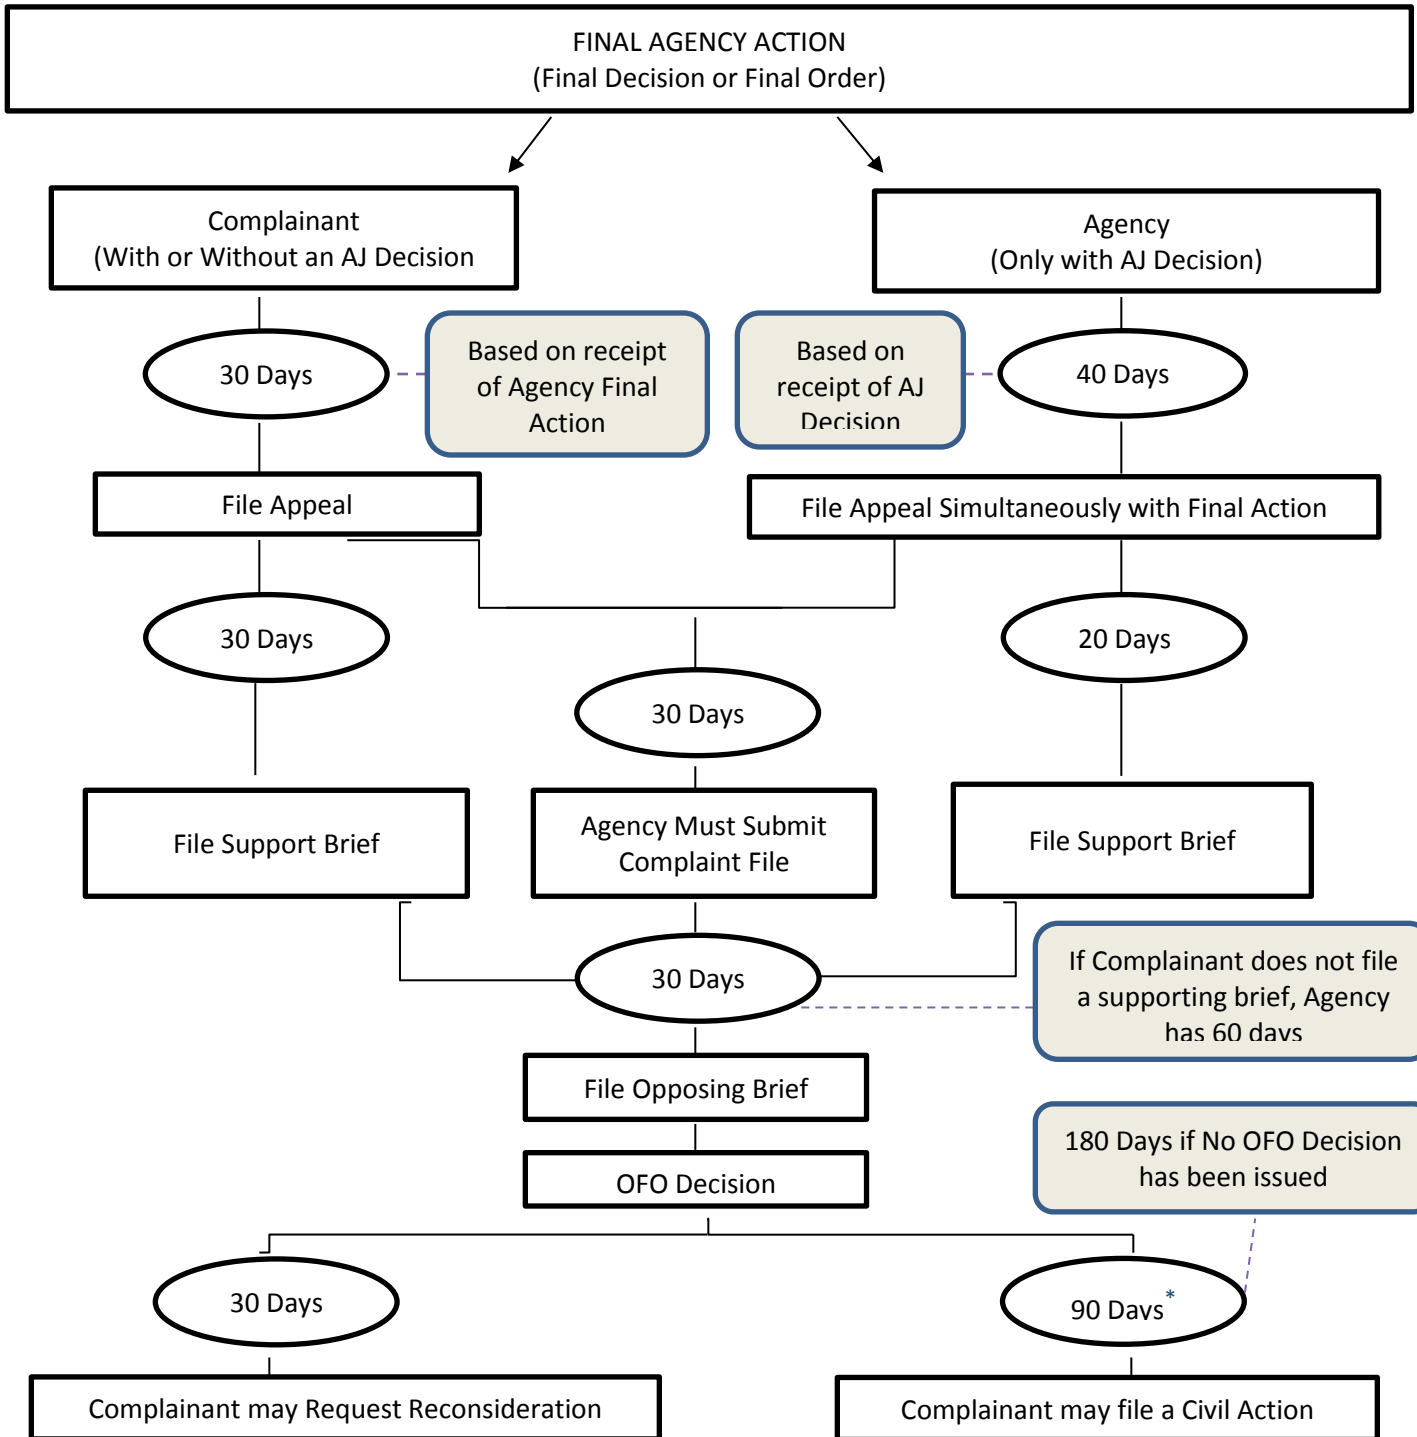 FINAL AGENCY ACTION
(Final Decision or Final Order)
Complainant
(With or Without an AJ Decision
Agency
(Only with AJ Decision)
30 Days
Based on receipt
of Agency Final
Action
Based on
receipt of AJ
Decision
40 Days
File Appeal
File Appeal Simultaneously with Final Action
30 Days
20 Days
30 Days
File Support Brief
Agency Must Submit
Complaint File
File Support Brief
30 Days
If Complainant does not file
a supporting brief, Agency
has 60 days
File Opposing Brief
180 Days if No OFO Decision
has been issued
OFO Decision
30 Days
90 Days*
Complainant may Request Reconsideration
Complainant may file a Civil Action